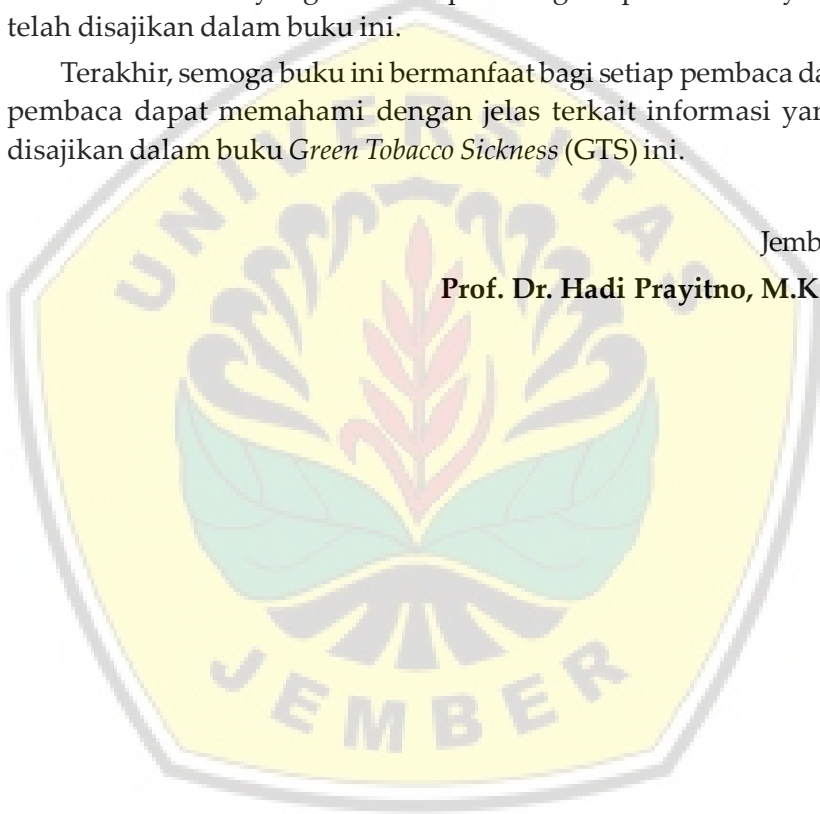 telah disajikan dalam buku ini.
Terakhir, semoga buku ini bermanfaat bagi setiap pembaca da
pembaca dapat memahami dengan jelas terkait informasi yan
disajikan dalam buku Green Tobacco Sickness (GTS) ini.
Jemb
Prof. Dr. Hadi Prayitno, M.K
UNIVERSITAS
JEMBER